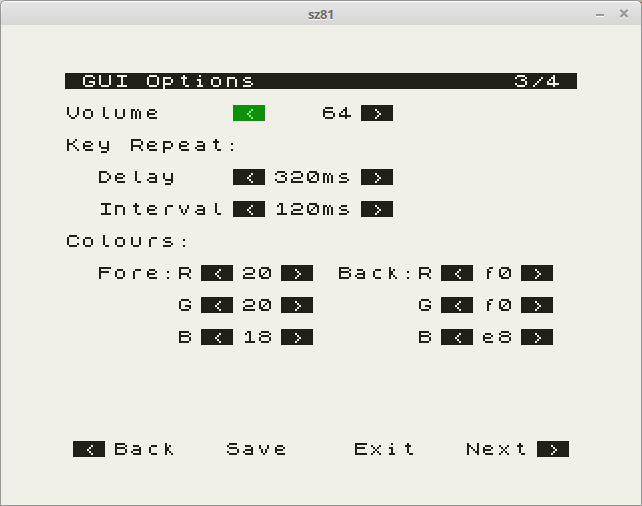 sz81
GUI Options 3/4
Volume < 64 >
Key Repeat:
Delay < 320ms >
Interval < 120ms >
Colours:
Fore:R < 20 > Back:R < f0 >
G < 20 > G < f0 >
B < 18 > B < e8 >
< Back Save Exit Next >